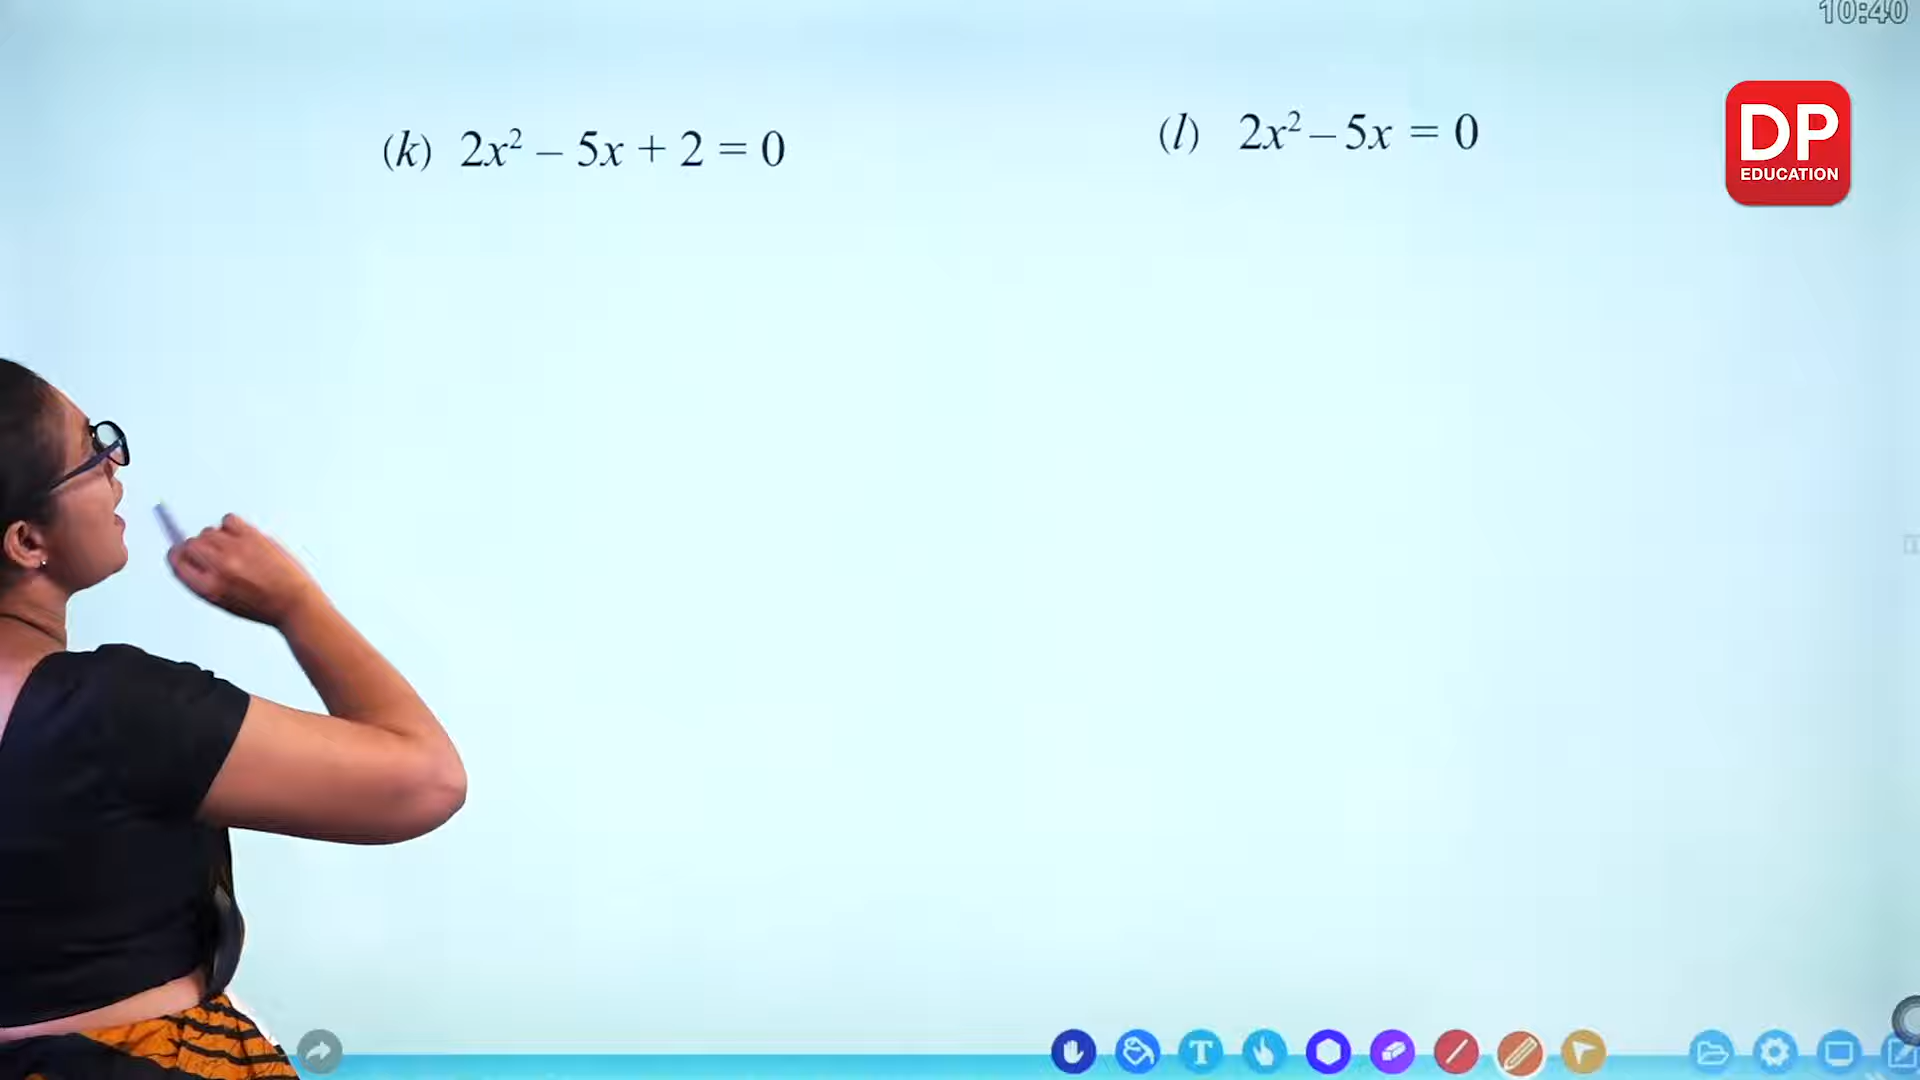 10:40
(k) 2x² – 5x + 2 = 0
(l) 2x² – 5x = 0
DP
EDUCATION
T